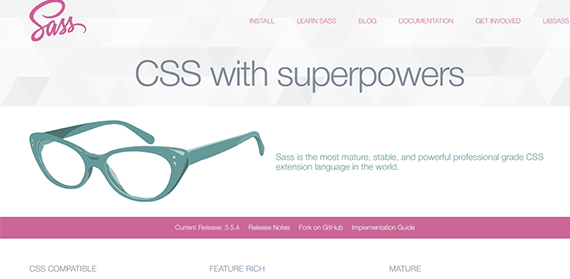 Sass
INSTALL LEARN SASS BLOG DOCUMENTATION GET INVOLVED LIBSASS
CSS with superpowers
Sass is the most mature, stable, and powerful professional grade CSS
extension language in the world.
Current Release: 3.5.4 Release Notes Fork on GitHub Implementation Guide
CSS COMPATIBLE FEATURE RICH MATURE